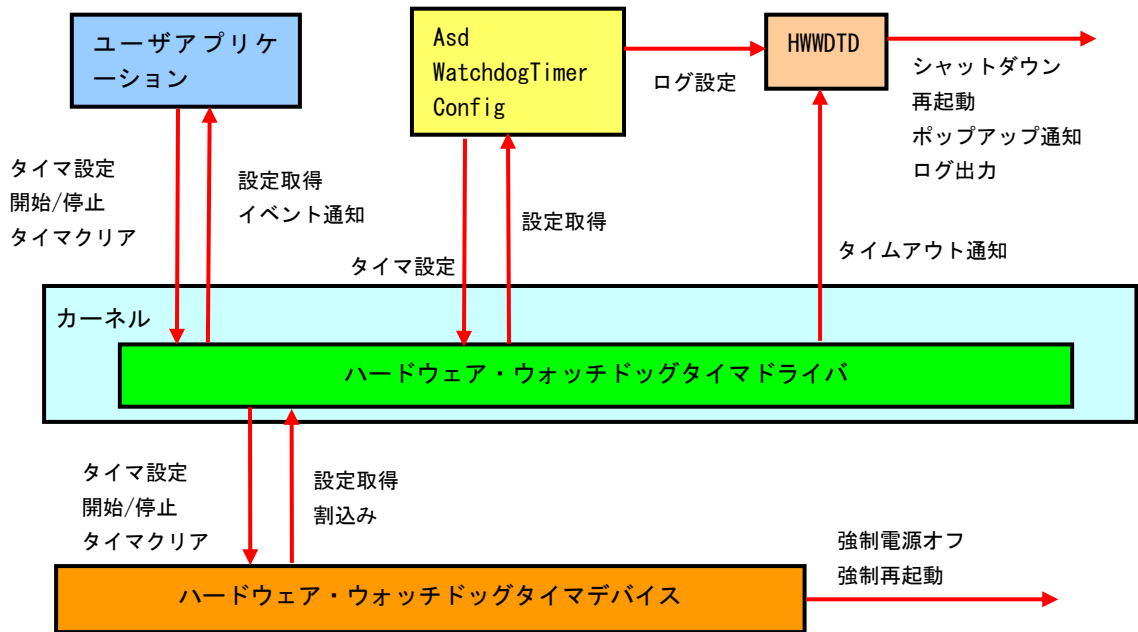 ユーザアプリケ
ーション
Asd
WatchdogTimer
Config
HWWDTD
ログ設定
シャットダウン
再起動
ポップアップ通知
ログ出力
タイマ設定
開始/停止
タイマクリア
設定取得
イベント通知
設定取得
タイマ設定
タイムアウト通知
カーネル
ハードウェア・ウォッチドッグタイマドライバ
タイマ設定
開始/停止
タイマクリア
設定取得
割込み
強制電源オフ
強制再起動
ハードウェア・ウォッチドッグタイマデバイス